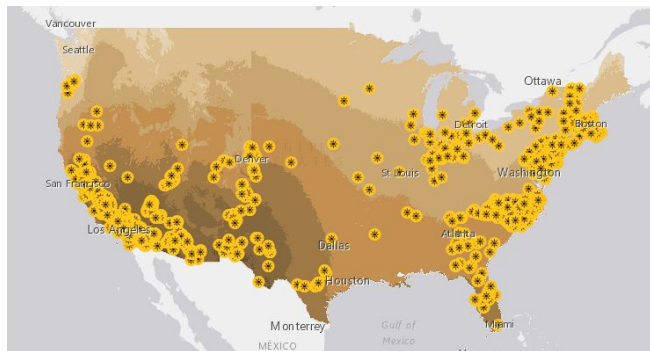 Vancouver
Seattle
Ottawa
Detroit
Boston
Denver
St Louis
Washington
San Francisco
Los Angeles
Atlanta
Dallas
Houston
Miami
Monterrey
Gulf of
Mexico
MÉXICO